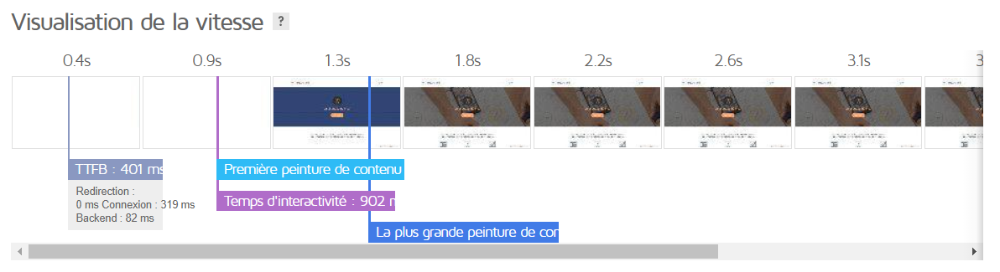 Visualisation de la vitesse ?
0.4s 0.9s 1.3s 1.8s 2.2s 2.6s 3.1s 3
TTFB : 401 ms
Redirection :
0 ms Connexion : 319 ms
Backend : 82 ms
Première peinture de contenu
Temps d'interactivité : 902 m
La plus grande peinture de con